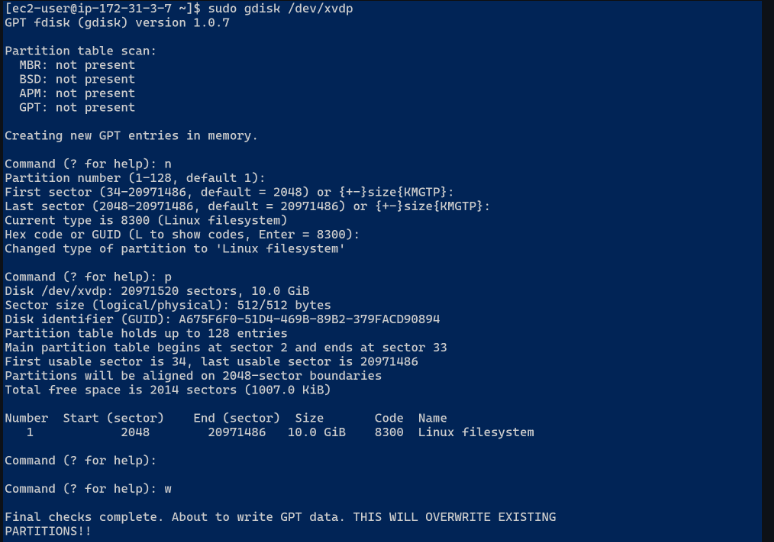 [ec2-user@ip-172-31-3-7 ~]$ sudo gdisk /dev/xvdp
GPT fdisk (gdisk) version 1.0.7
Partition table scan:
MBR: not present
BSD: not present
APM: not present
GPT: not present
Creating new GPT entries in memory.
Command (? for help): n
Partition number (1-128, default 1):
First sector (34-20971486, default = 2048) or {+-}size{KMGTP}:
Last sector (2048-20971486, default = 20971486) or {+-}size{KMGTP}:
Current type is 8300 (Linux filesystem)
Hex code or GUID (L to show codes, Enter = 8300):
Changed type of partition to 'Linux filesystem'
Command (? for help): p
Disk /dev/xvdp: 20971520 sectors, 10.0 GiB
Sector size (logical/physical): 512/512 bytes
Disk identifier (GUID): A675F6F0-51D4-469B-89B2-379FACD90894
Partition table holds up to 128 entries
Main partition table begins at sector 2 and ends at sector 33
First usable sector is 34, last usable sector is 20971486
Partitions will be aligned on 2048-sector boundaries
Total free space is 2014 sectors (1007.0 KiB)
Number  Start (sector)    End (sector)  Size       Code  Name
1            2048        20971486   10.0 GiB    8300  Linux filesystem
Command (? for help):
Command (? for help): w
Final checks complete. About to write GPT data. THIS WILL OVERWRITE EXISTING
PARTITIONS!!